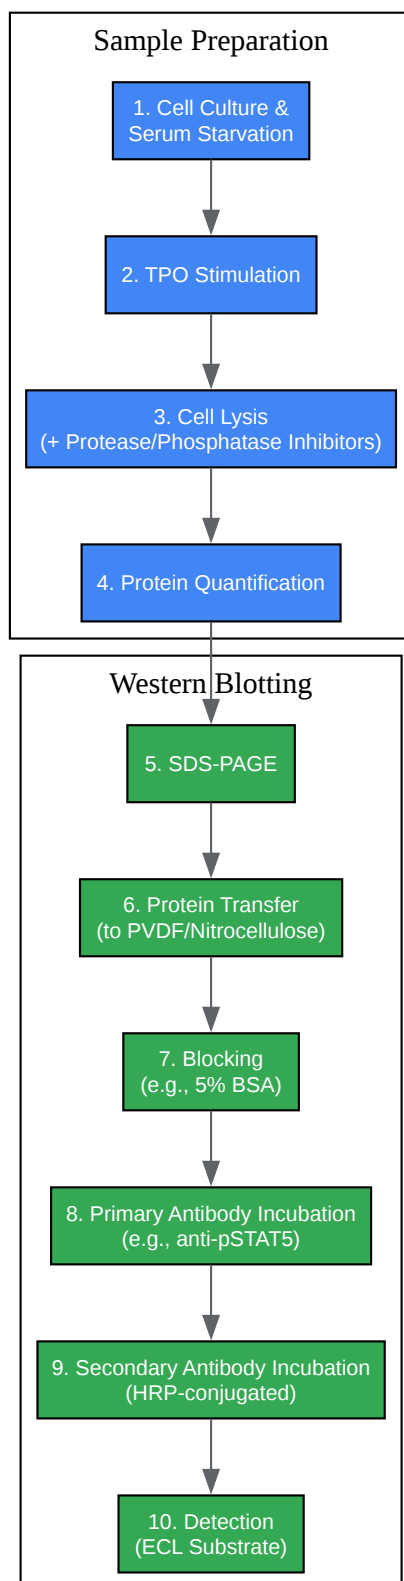 Sample Preparation
1. Cell Culture &
Serum Starvation
2. TPO Stimulation
3. Cell Lysis
(+ Protease/Phosphatase Inhibitors)
4. Protein Quantification
Western Blotting
5. SDS-PAGE
6. Protein Transfer
(to PVDF/Nitrocellulose)
7. Blocking
(e.g., 5% BSA)
8. Primary Antibody Incubation
(e.g., anti-pSTAT5)
9. Secondary Antibody Incubation
(HRP-conjugated)
10. Detection
(ECL Substrate)